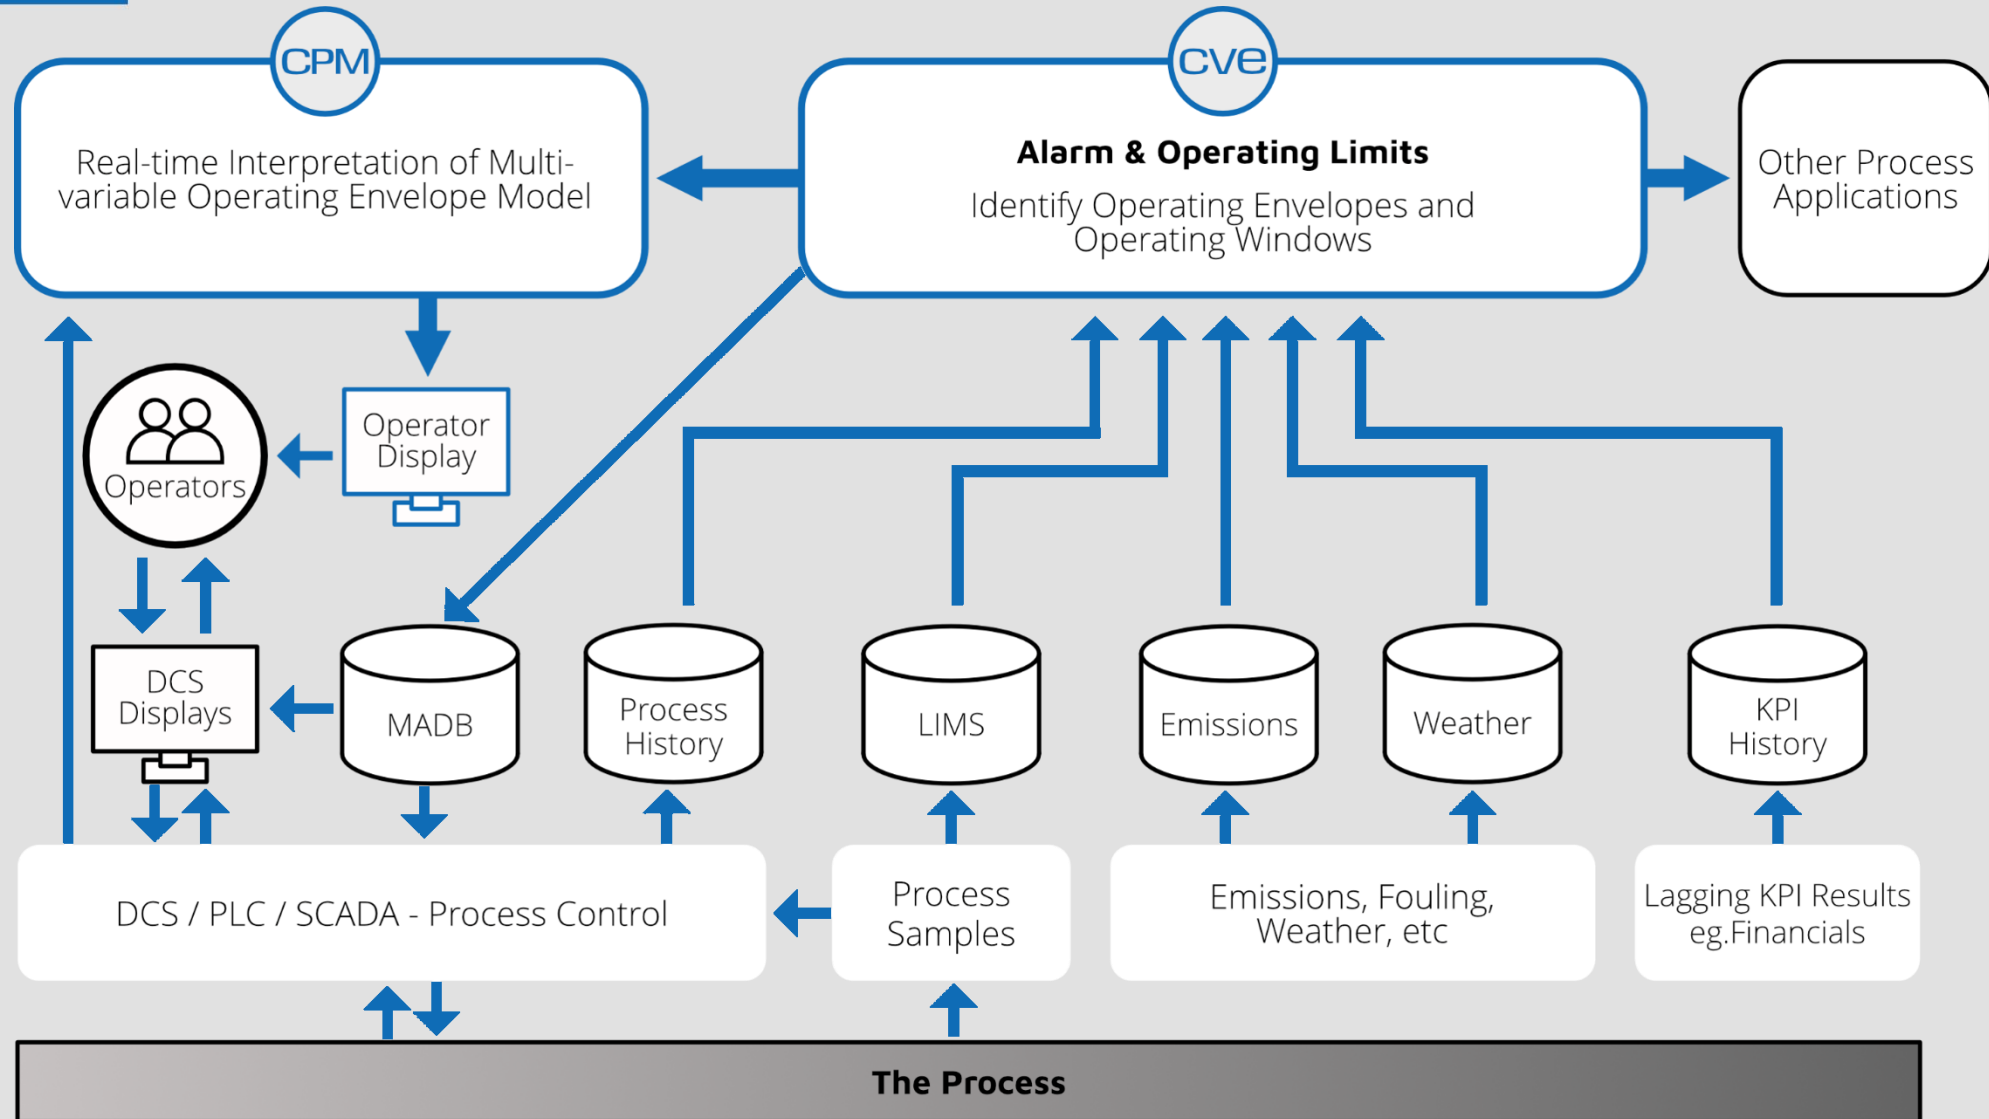 CPM
CVe
Real-time Interpretation of Multi-
variable Operating Envelope Model
Alarm & Operating Limits
Identify Operating Envelopes and
Operating Windows
Other Process
Applications
Operators
Operator
Display
DCS
Displays
MADB
Process
History
LIMS
Emissions
Weather
KPI
History
DCS / PLC / SCADA - Process Control
Process
Samples
Emissions, Fouling,
Weather, etc
Lagging KPI Results
eg.Financials
The Process